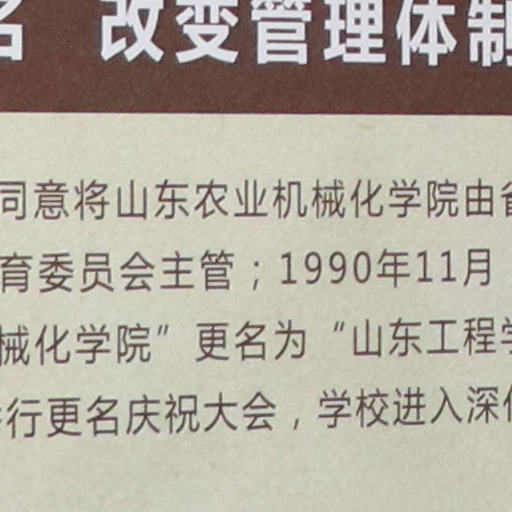 名 改变管理体制
同意将山东农业机械化学院由省
育委员会主管；1990年11月
械化学院”更名为“山东工程学
行更名庆祝大会，学校进入深化